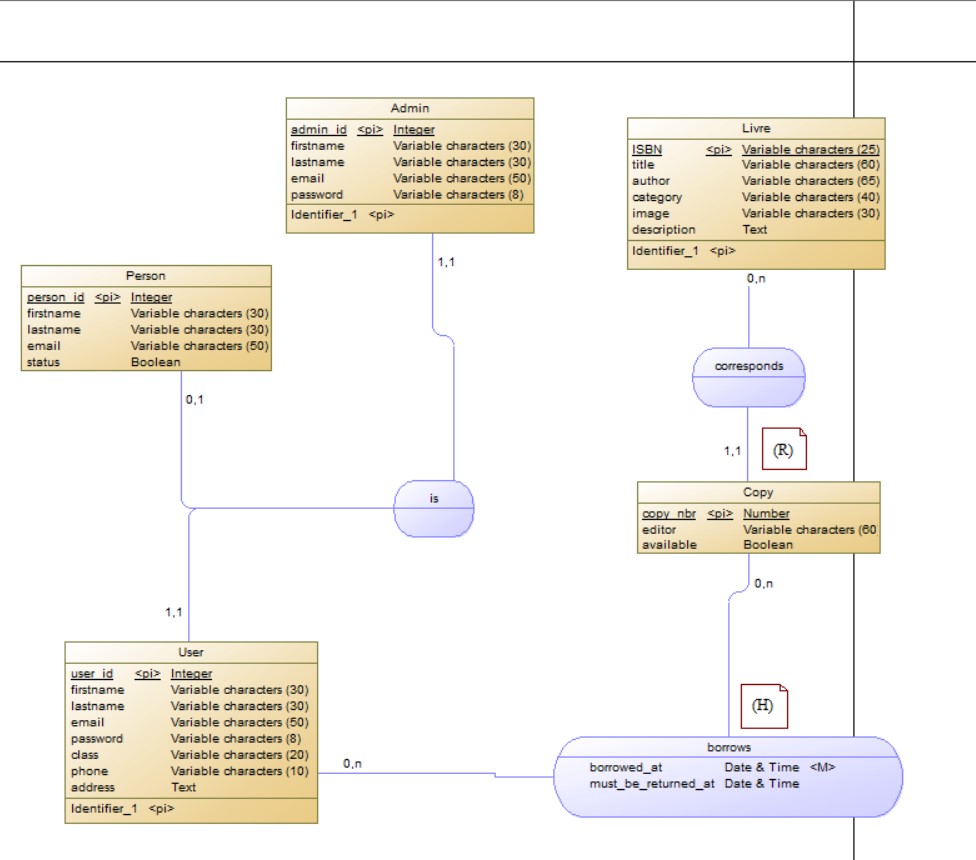 Admin
admin_id <pi> Integer
firstname Variable characters (30)
lastname Variable characters (30)
email Variable characters (50)
password Variable characters (8)
Identifier_1 <pi>
1,1
Livre
ISBN <pi> Variable characters (25)
title Variable characters (60)
author Variable characters (65)
category Variable characters (40)
image Variable characters (30)
description Text
Identifier_1 <pi>
0,n
Person
person_id <pi> Integer
firstname Variable characters (30)
lastname Variable characters (30)
email Variable characters (50)
status Boolean
0,1
corresponds
1,1
(R)
is
Copy
copy_nbr <pi> Number
editor Variable characters (60
available Boolean
0,n
1,1
User
user_id <pi> Integer
firstname Variable characters (30)
lastname Variable characters (30)
email Variable characters (50)
password Variable characters (8)
class Variable characters (20)
phone Variable characters (10)
address Text
Identifier_1 <pi>
0,n
(H)
borrows
borrowed_at Date & Time <M>
must_be_returned_at Date & Time